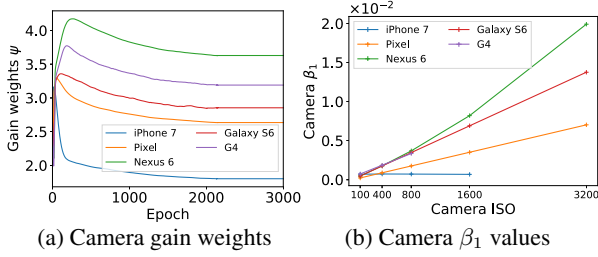 Gain weights ψ
4.0
3.5
3.0
2.5
2.0
iPhone 7
Pixel
Nexus 6
Galaxy S6
G4
0
1000
2000
3000
Epoch
(a) Camera gain weights
×10⁻²
Camera β₁
2.0
1.5
1.0
0.5
0.0
iPhone 7
Pixel
Nexus 6
Galaxy S6
G4
100
400
800
1600
3200
Camera ISO
(b) Camera β₁ values